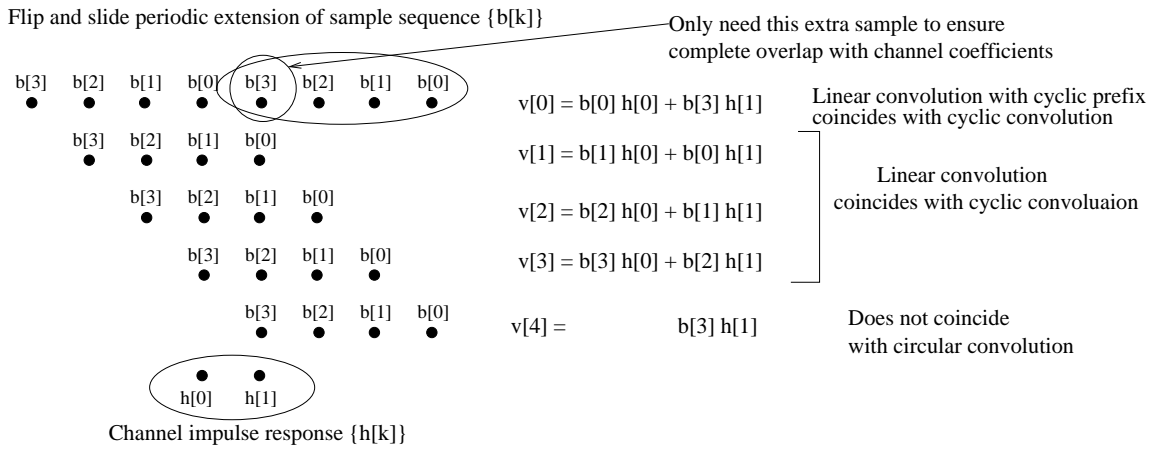 Flip and slide periodic extension of sample sequence {b[k]}
Only need this extra sample to ensure
complete overlap with channel coefficients
b[3] b[2] b[1] b[0] b[3] b[2] b[1] b[0]
v[0] = b[0] h[0] + b[3] h[1]
Linear convolution with cyclic prefix
coincides with cyclic convolution
b[3] b[2] b[1] b[0]
v[1] = b[1] h[0] + b[0] h[1]
Linear convolution
coincides with cyclic convoluaion
b[3] b[2] b[1] b[0]
v[2] = b[2] h[0] + b[1] h[1]
b[3] b[2] b[1] b[0]
v[3] = b[3] h[0] + b[2] h[1]
b[3] b[2] b[1] b[0]
v[4] = b[3] h[1]
Does not coincide
with circular convolution
h[0] h[1]
Channel impulse response {h[k]}